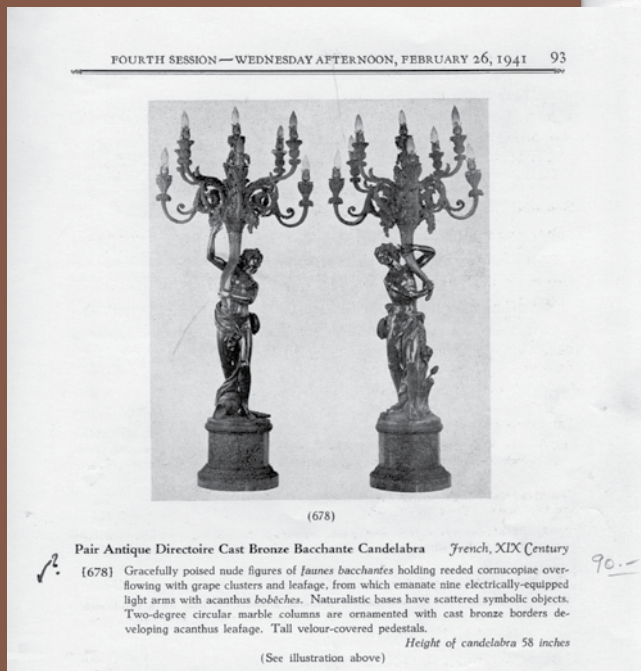 FOURTH SESSION—WEDNESDAY AFTERNOON, FEBRUARY 26, 1941 93
(678)
Pair Antique Directoire Cast Bronze Bacchante Candelabra French, XIX Century
[678] Gracefully poised nude figures of faunes bacchantes holding reeded cornucopiae over-
flowing with grape clusters and leafage, from which emanate nine electrically-equipped
light arms with acanthus bobêches. Naturalistic bases have scattered symbolic objects.
Two-degree circular marble columns are ornamented with cast bronze borders de-
veloping acanthus leafage. Tall velour-covered pedestals.
Height of candelabra 58 inches
(See illustration above)
?
90.—